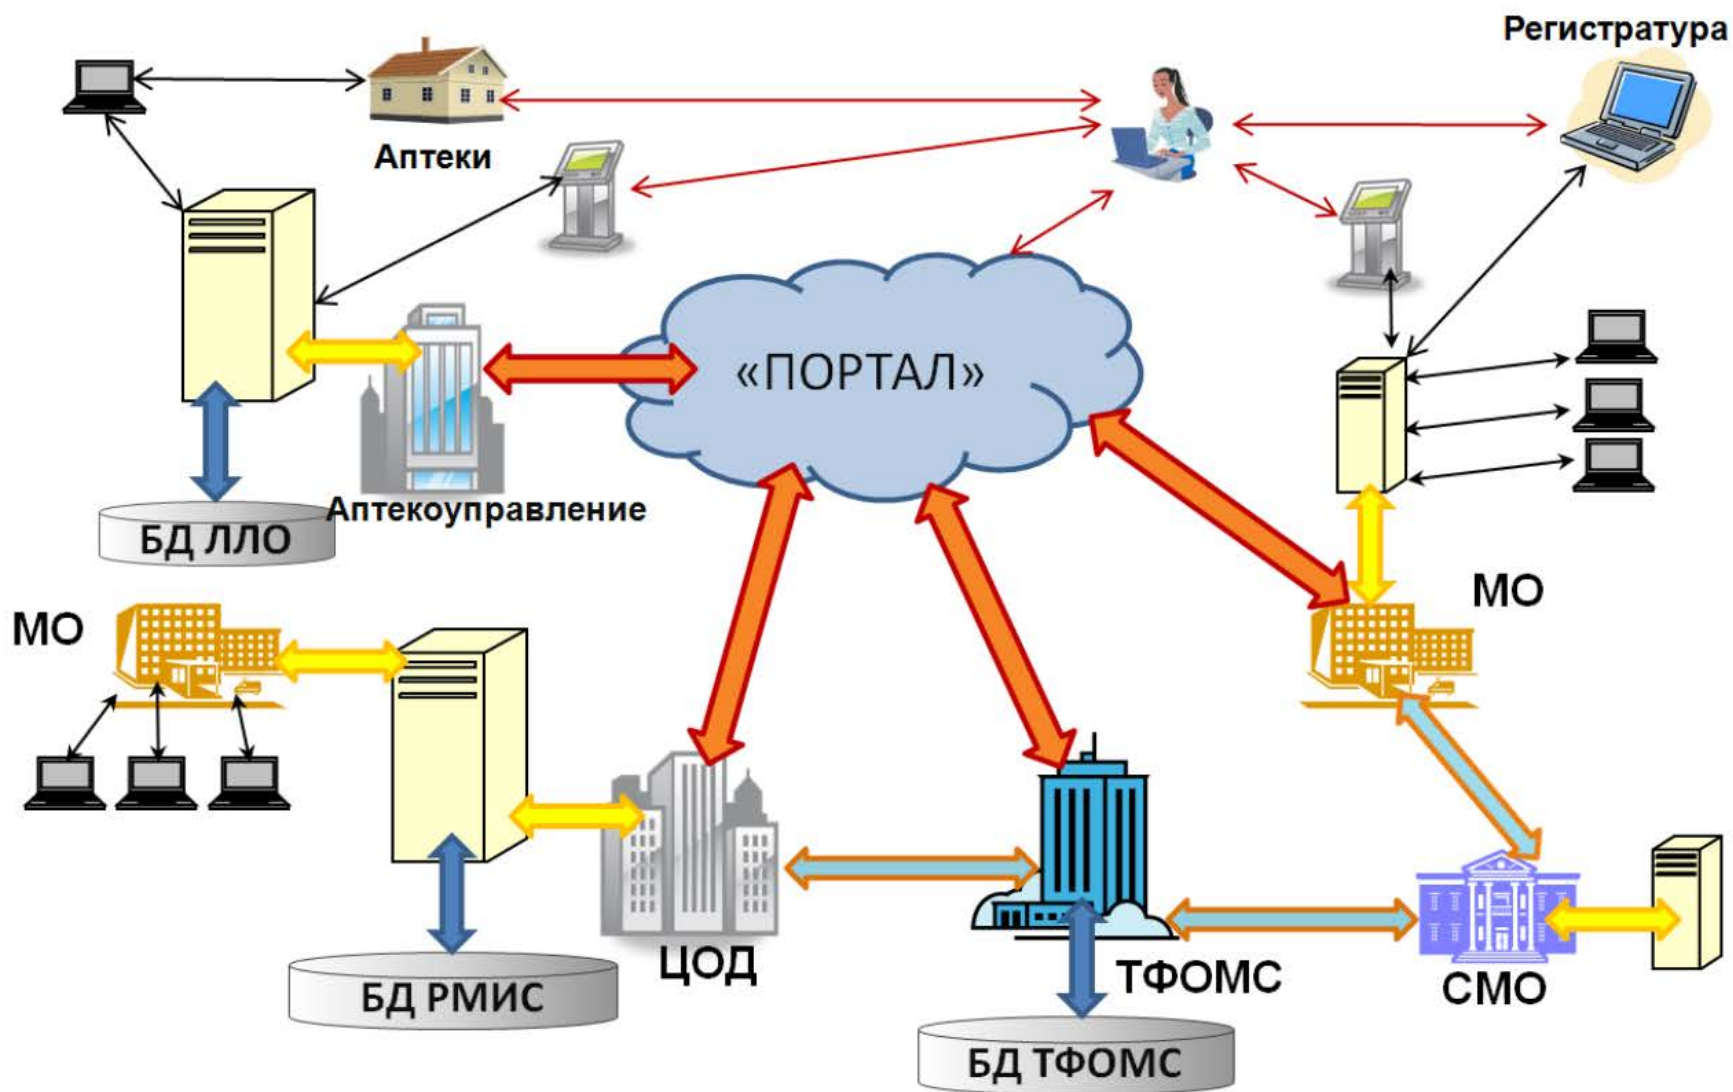 Регистратура
Аптеки
«ПОРТАЛ»
Аптекоуправление
БД ЛЛО
МО
МО
ЦОД
ТФОМС
СМО
БД РМИС
БД ТФОМС